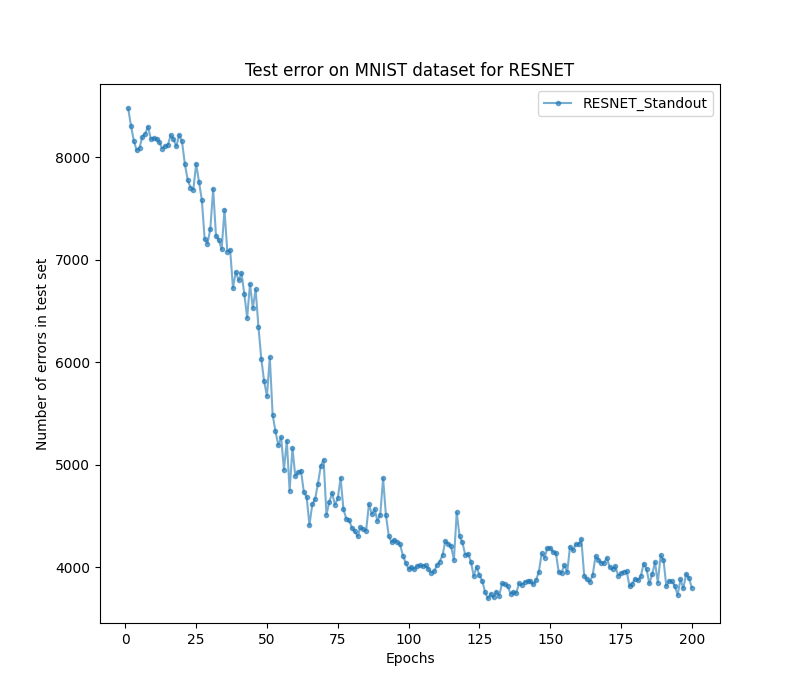 Test error on MNIST dataset for RESNET
RESNET_Standout
8000
7000
6000
5000
4000
Number of errors in test set
0 25 50 75 100 125 150 175 200
Epochs